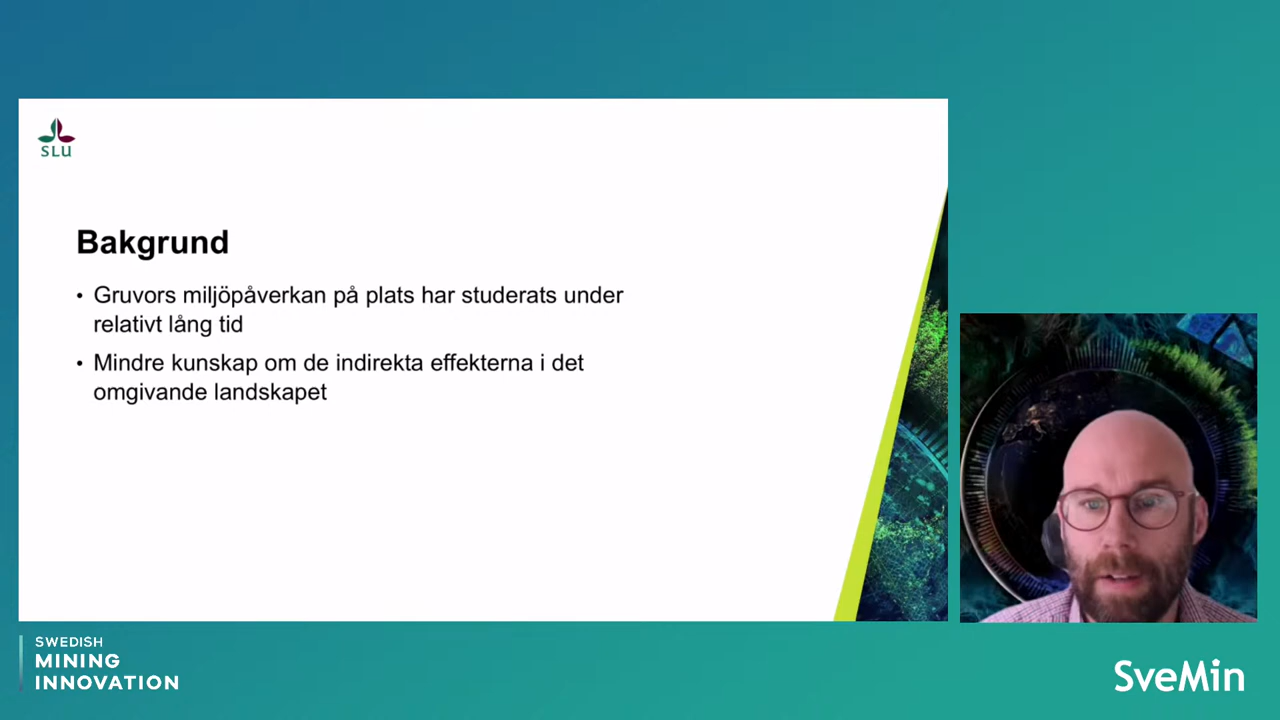 SLU
Bakgrund
• Gruvors miljöpåverkan på plats har studerats under
relativt lång tid
• Mindre kunskap om de indirekta effekterna i det
omgivande landskapet
SWEDISH
MINING
INNOVATION
SveMin